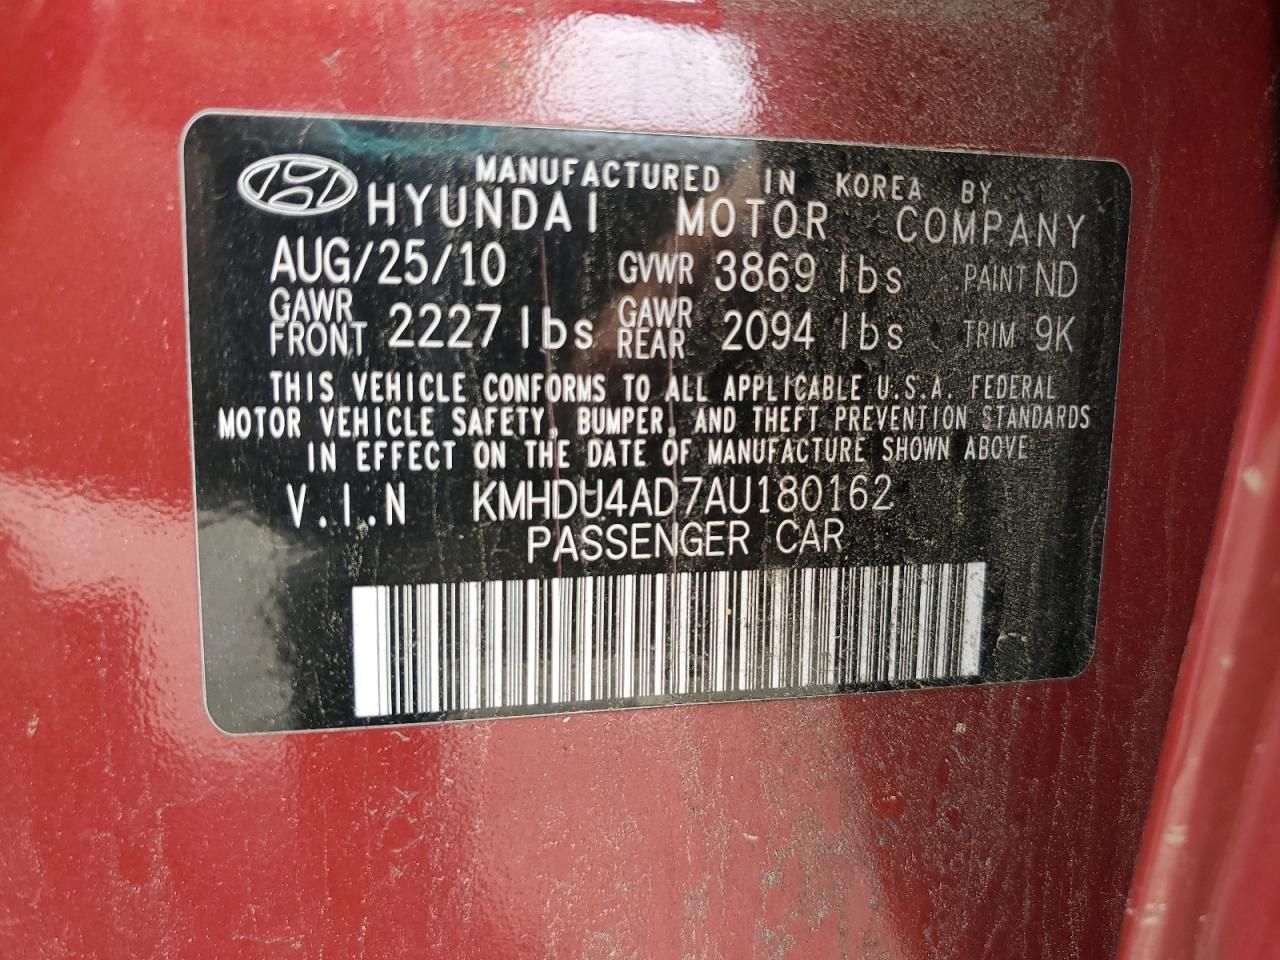 MANUFACTURED IN KOREA BY
HYUNDAI MOTOR COMPANY
AUG/25/10 GVWR 3869 lbs PAINT ND
GAWR FRONT 2227 lbs GAWR REAR 2094 lbs TRIM 9K
THIS VEHICLE CONFORMS TO ALL APPLICABLE U.S.A. FEDERAL
MOTOR VEHICLE SAFETY, BUMPER, AND THEFT PREVENTION STANDARDS
IN EFFECT ON THE DATE OF MANUFACTURE SHOWN ABOVE
V.I.N KMHDU4AD7AU180162
PASSENGER CAR